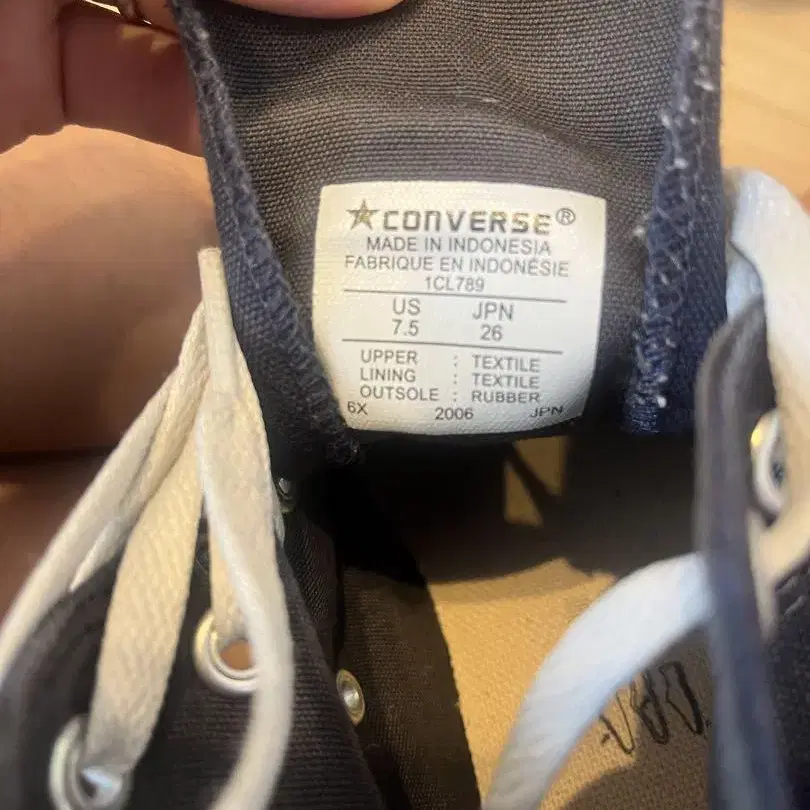 CONVERSE®
MADE IN INDONESIA
FABRIQUE EN INDONÉSIE
1CL789
US JPN
7.5 26
UPPER : TEXTILE
LINING : TEXTILE
OUTSOLE : RUBBER
6X 2006 JPN